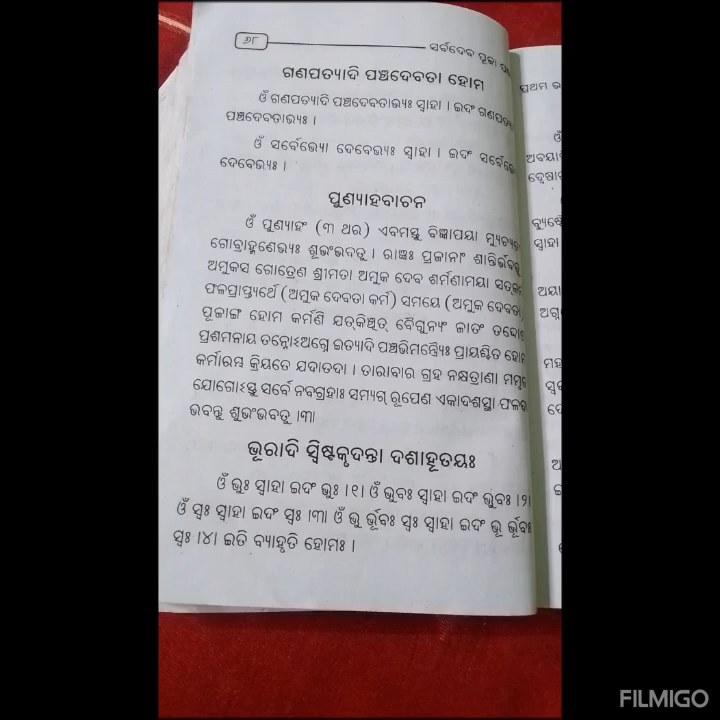 ୬୮
ସର୍ବଦେବ ପୂଜା
ଗଣପତ୍ୟାଦି ପଞ୍ଚଦେବତା ହୋମ
ଓଁ ଗଣପତ୍ୟାଦି ପଞ୍ଚଦେବତାଭ୍ୟଃ ସ୍ୱାହା । ଇଦଂ
ପଞ୍ଚଦେବତାଭ୍ୟଃ ।
ଓଁ ସର୍ବେଭ୍ୟୋ ଦେବେଭ୍ୟଃ ସ୍ୱାହା । ଇଦଂ
ଦେବେଭ୍ୟଃ ।
ପୁଣ୍ୟାହବାଚନ
ଓଁ ପୁଣ୍ୟାହଂ (୩ ଥର) ଏବମସ୍ତୁ ବିଜ୍ଞାପୟା
ଗୋବ୍ରାହ୍ମଣେଭ୍ୟଃ ଶୁଭଂଭବତୁ । ରାଜ୍ଞଃ ପ୍ରଜାନାଂ ଶାନ୍ତିର୍ଭବତୁ
ଅମୁକସ ଗୋତ୍ରେଣ ଶ୍ରୀମତା ଅମୁକ ଦେବ ଶର୍ମଣାମୟା
ଫଳପ୍ରାପ୍ତ୍ୟର୍ଥେ (ଅମୁକ ଦେବତା କର୍ମ) ସମୟେ (ଅମୁକ ଦେବତା)
ପୂଜାଙ୍ଗ ହୋମ କର୍ମଣି ଯତ୍‌କିଞ୍ଚିତ୍ ବୈଗୁନ୍ୟଂ ଜାତଂ
ପ୍ରଶମନାୟ ତନ୍ନୋଽଅଗ୍ନେ ଇତ୍ୟାଦି ପଞ୍ଚଭିମନ୍ତ୍ରୈଃ ପ୍ରାୟଶ୍ଚିତ ହୋମ
କର୍ମାରମ୍ଭ କ୍ରିୟତେ ଯଦାତଦା । ତାରାବାର ଗ୍ରହ ନକ୍ଷତ୍ରାଣା
ଯୋଗୋଽସ୍ତୁ ସର୍ବେ ନବଗ୍ରହାଃ ସମ୍ୟଗ୍ ରୂପେଣ ଏକାଦଶସ୍ଥା
ଭବନ୍ତୁ ଶୁଭଂଭବତୁ ।୩।
ଭୂରାଦି ସ୍ୱିଷ୍ଟକୃଦନ୍ତା ଦଶାହୂତୟଃ
ଓଁ ଭୁଃ ସ୍ୱାହା ଇଦଂ ଭୁଃ ।୧। ଓଁ ଭୁବଃ ସ୍ୱାହା ଇଦଂ ଭୁବଃ ।୨।
ଓଁ ସ୍ୱଃ ସ୍ୱାହା ଇଦଂ ସ୍ୱଃ ।୩। ଓଁ ଭୁ ର୍ଭୂବଃ ସ୍ୱଃ ସ୍ୱାହା ଇଦଂ ଭୂ ର୍ଭୂବଃ
ସ୍ୱଃ ।୪। ଇତି ବ୍ୟାହୃତି ହୋମଃ ।
ପ୍ରଥମ
FILMIGO